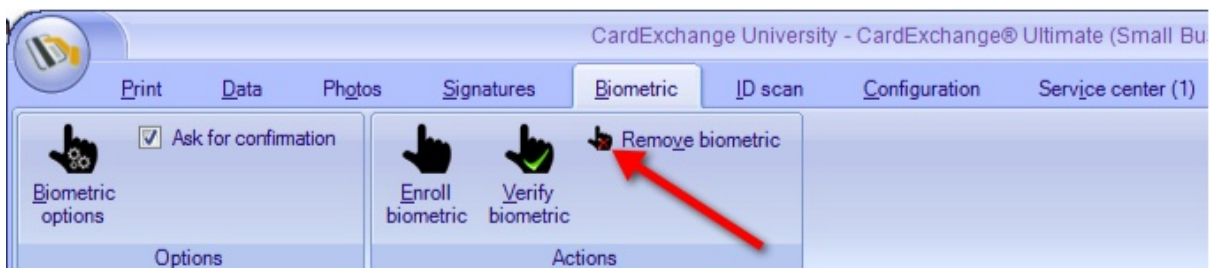 CardExchange University - CardExchange® Ultimate (Small Bu
Print Data Photos Signatures Biometric ID scan Configuration Service center (1)
Ask for confirmation
Remove biometric
Biometric
options
Enroll
biometric
Verify
biometric
Options
Actions